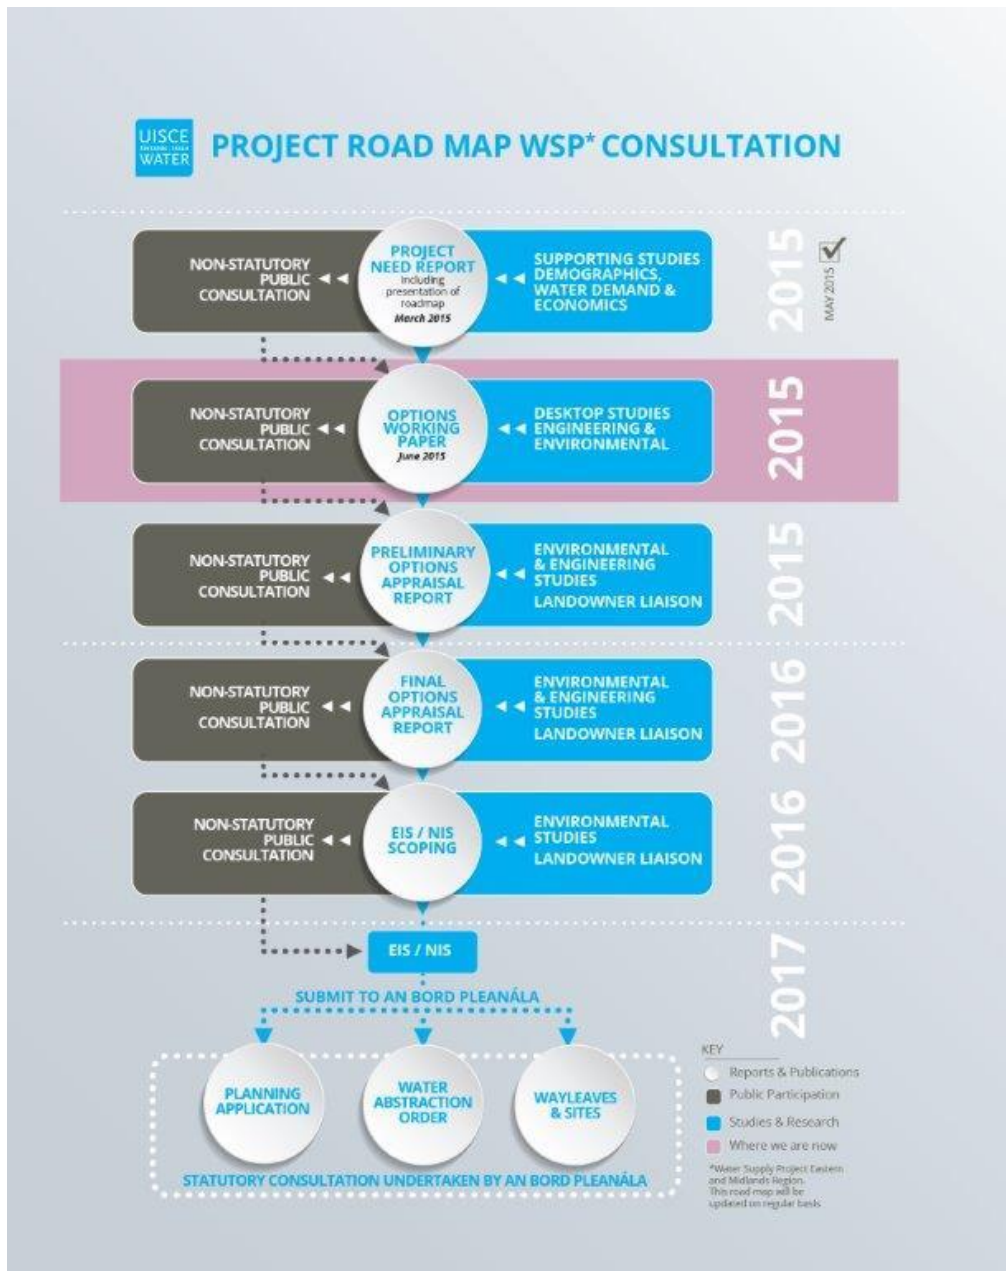 UISCE
WATER
PROJECT ROAD MAP WSP* CONSULTATION
NON-STATUTORY
PUBLIC
CONSULTATION
PROJECT
NEED REPORT
including
presentation of
roadmap
March 2015
SUPPORTING STUDIES
DEMOGRAPHICS,
WATER DEMAND &
ECONOMICS
2015
MAY 2015
NON-STATUTORY
PUBLIC
CONSULTATION
OPTIONS
WORKING
PAPER
June 2015
DESKTOP STUDIES
ENGINEERING &
ENVIRONMENTAL
2015
NON-STATUTORY
PUBLIC
CONSULTATION
PRELIMINARY
OPTIONS
APPRAISAL
REPORT
ENVIRONMENTAL
& ENGINEERING
STUDIES
LANDOWNER LIAISON
2015
NON-STATUTORY
PUBLIC
CONSULTATION
FINAL
OPTIONS
APPRAISAL
REPORT
ENVIRONMENTAL
& ENGINEERING
STUDIES
LANDOWNER LIAISON
2016
NON-STATUTORY
PUBLIC
CONSULTATION
EIS / NIS
SCOPING
ENVIRONMENTAL
STUDIES
LANDOWNER LIAISON
2016
EIS / NIS
2017
SUBMIT TO AN BORD PLEANÁLA
PLANNING
APPLICATION
WATER
ABSTRACTION
ORDER
WAYLEAVES
& SITES
STATUTORY CONSULTATION UNDERTAKEN BY AN BORD PLEANÁLA
KEY
Reports & Publications
Public Participation
Studies & Research
Where we are now
*Water Supply Project Eastern
and Midlands Region.
This road map will be
updated on regular basis